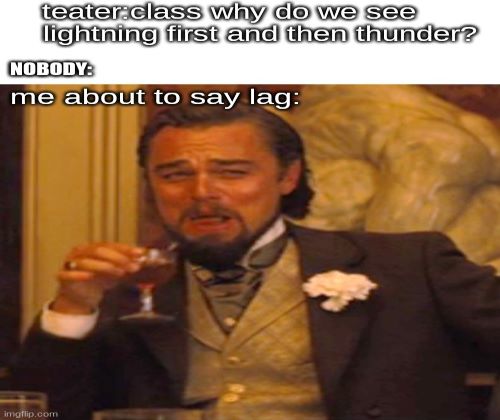 teater:class why do we see
lightning first and then thunder?
NOBODY:
me about to say lag:
imgflip.com